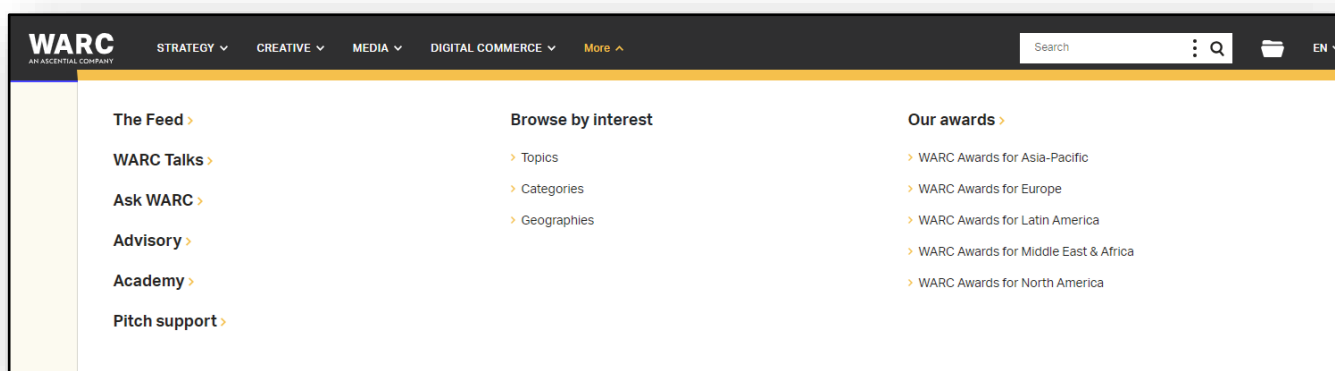 WARC
AN ASCENTIAL COMPANY
STRATEGY
CREATIVE
MEDIA
DIGITAL COMMERCE
More
Search
EN
The Feed
WARC Talks
Ask WARC
Advisory
Academy
Pitch support
Browse by interest
Topics
Categories
Geographies
Our awards
WARC Awards for Asia-Pacific
WARC Awards for Europe
WARC Awards for Latin America
WARC Awards for Middle East & Africa
WARC Awards for North America